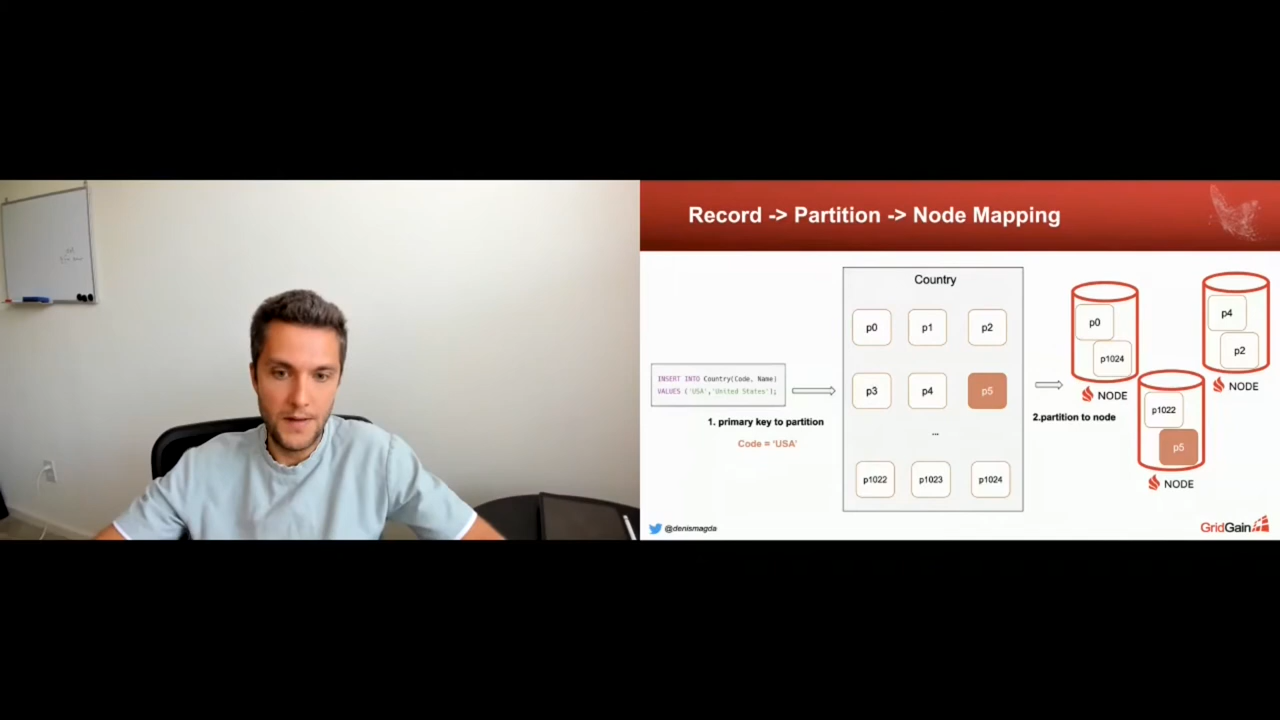 Record -> Partition -> Node Mapping
INSERT INTO Country(Code, Name)
VALUES ('USA','United States');
1. primary key to partition
Code = 'USA'
Country
p0
p1
p2
p3
p4
p5
...
p1022
p1023
p1024
2.partition to node
p0
p1024
NODE
p4
p2
NODE
p1022
p5
NODE
@denismagda
GridGain